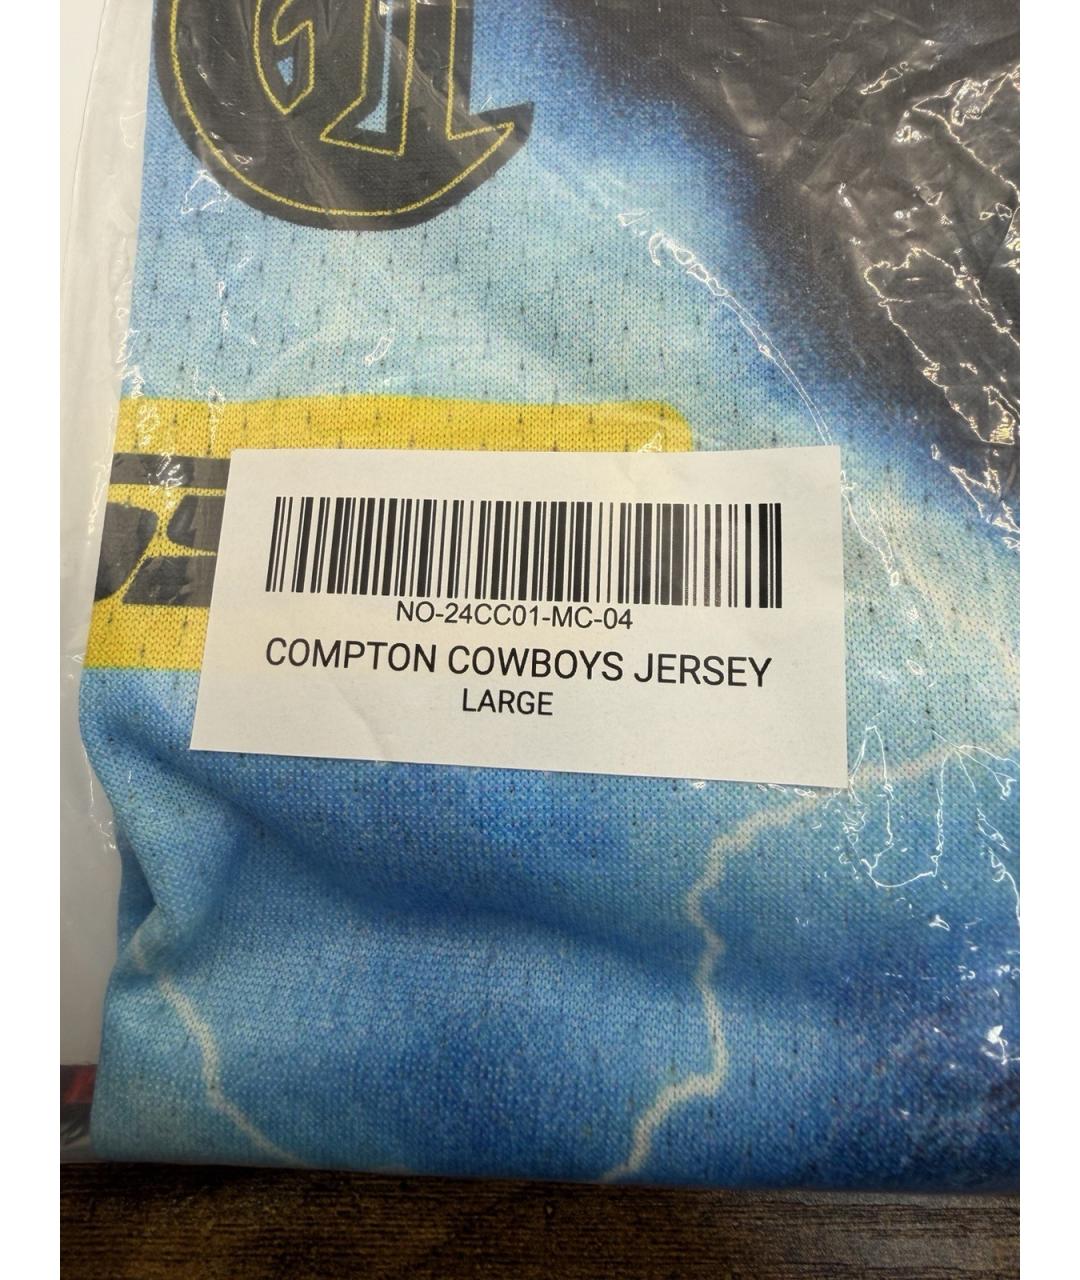 NO-24CC01-MC-04
COMPTON COWBOYS JERSEY
LARGE